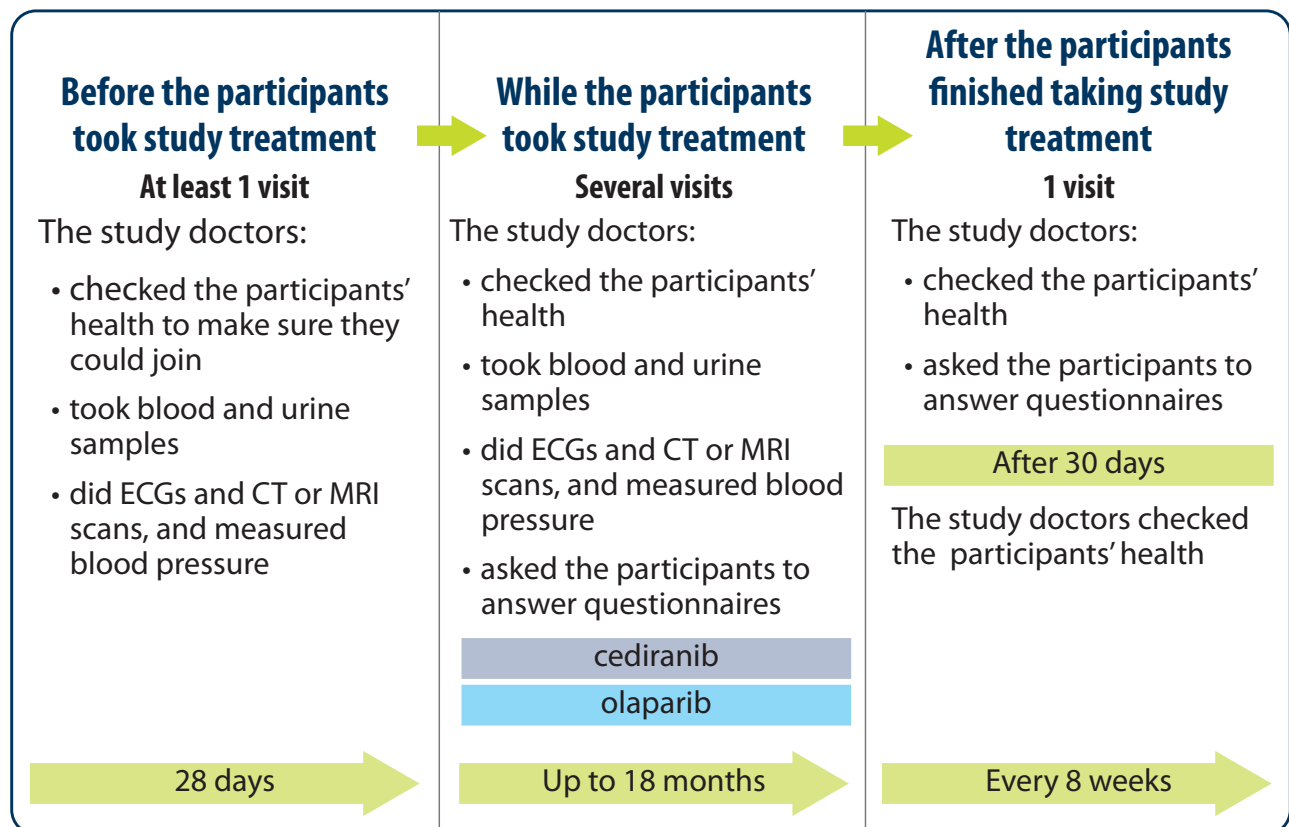 Before the participants
took study treatment
At least 1 visit
The study doctors:
• checked the participants’
health to make sure they
could join
• took blood and urine
samples
• did ECGs and CT or MRI
scans, and measured
blood pressure
28 days
While the participants
took study treatment
Several visits
The study doctors:
• checked the participants’
health
• took blood and urine
samples
• did ECGs and CT or MRI
scans, and measured blood
pressure
• asked the participants to
answer questionnaires
cediranib
olaparib
Up to 18 months
After the participants
finished taking study
treatment
1 visit
The study doctors:
• checked the participants’
health
• asked the participants to
answer questionnaires
After 30 days
The study doctors checked
the participants’ health
Every 8 weeks